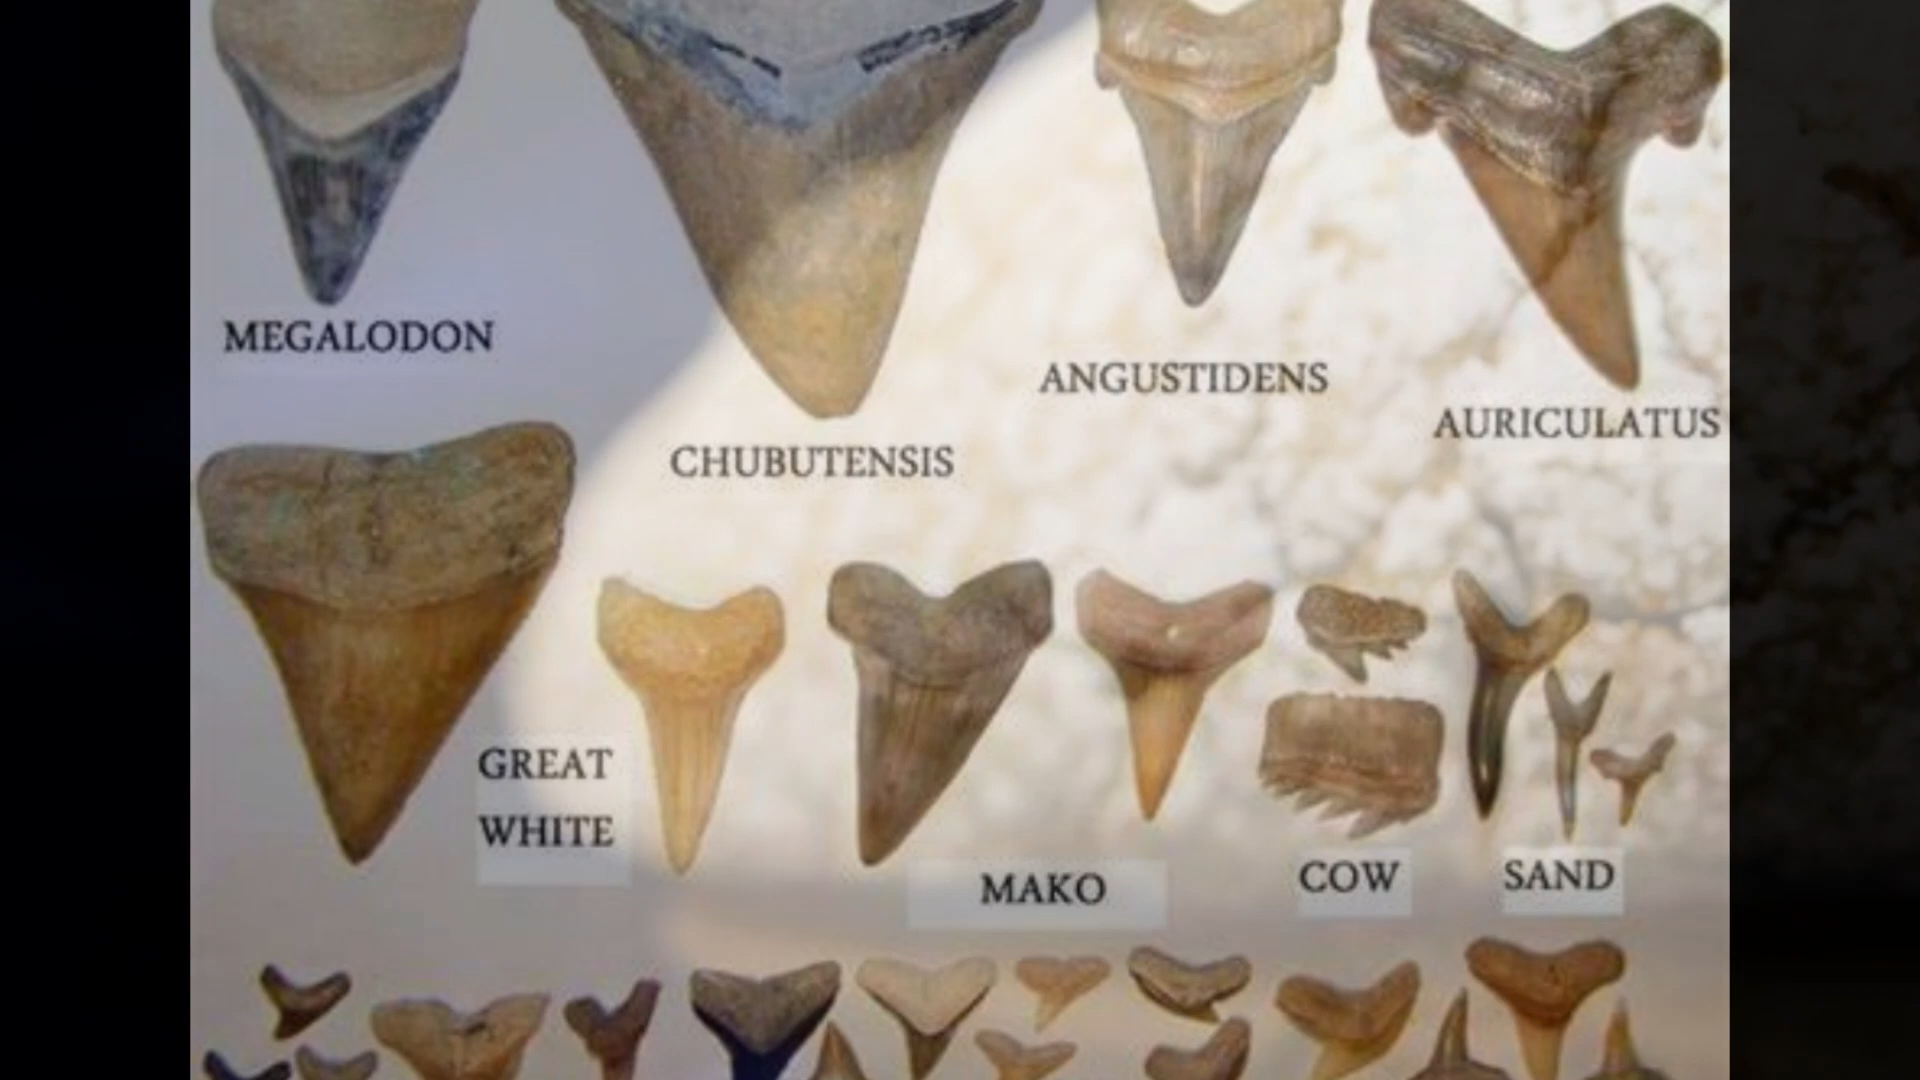 MEGALODON
CHUBUTENSIS
ANGUSTIDENS
AURICULATUS
GREAT
WHITE
MAKO
COW
SAND